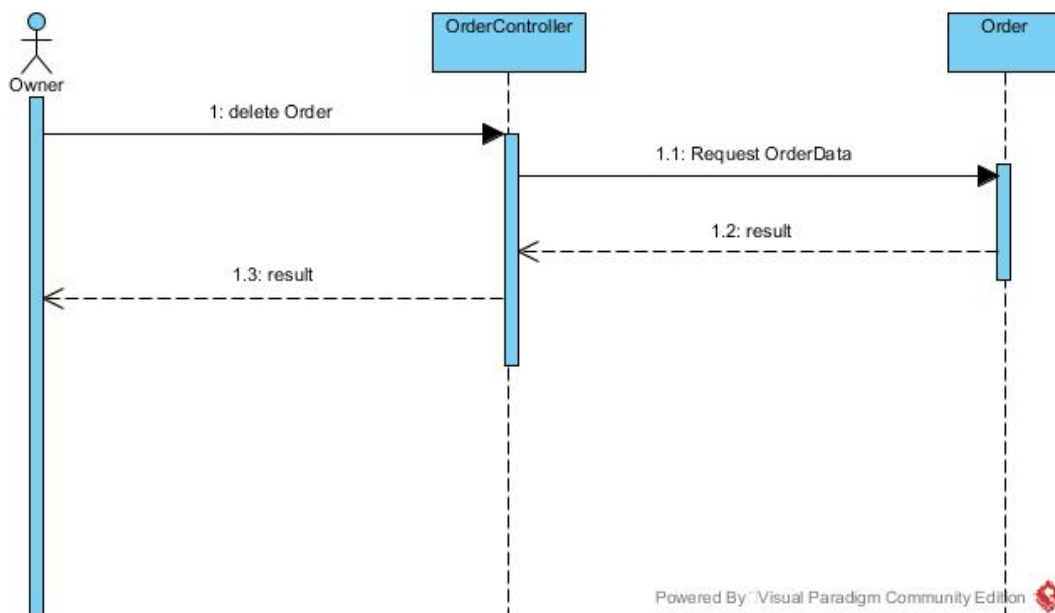 OrderController
Order
Owner
1: delete Order
1.1: Request OrderData
1.2: result
1.3: result
Powered By Visual Paradigm Community Edition